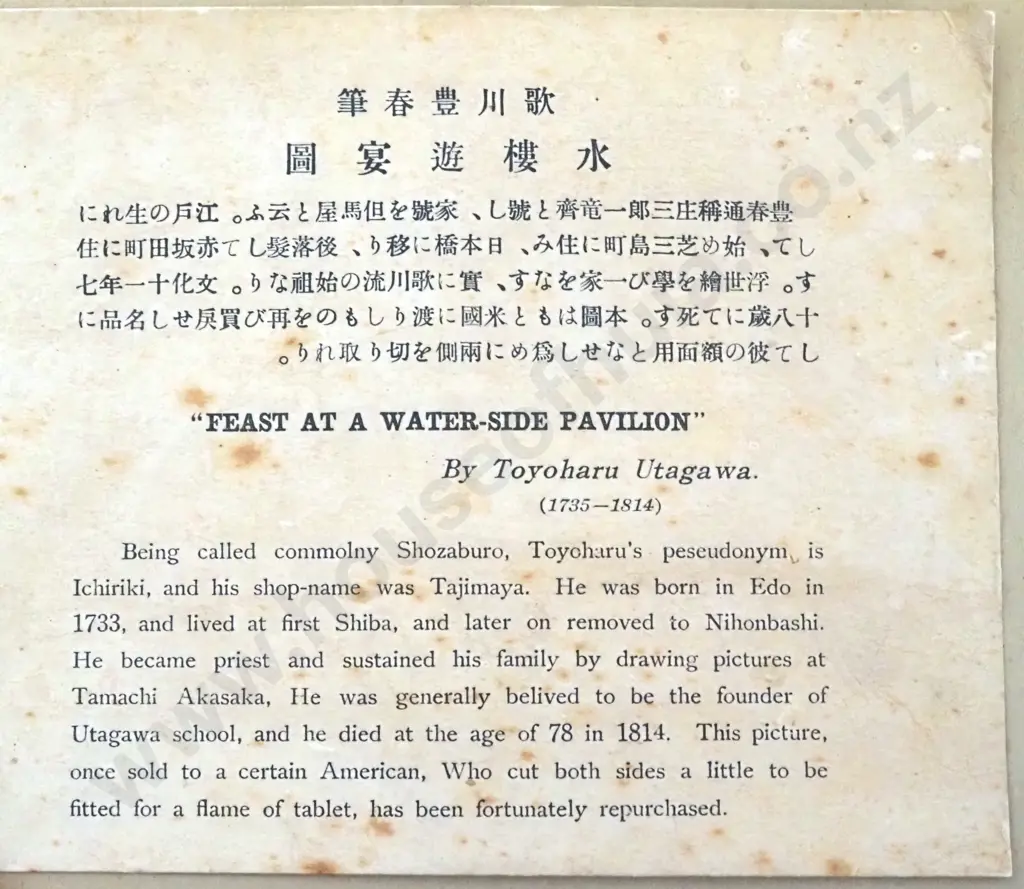 歌川豊春筆
水樓遊宴圖
豊春通稱庄三郎一竜齊と號し、家號を但馬屋と云ふ。江戸の生れに
して、始め芝三島町に住み、日本橋に移り、後落髮して赤坂田町に住
す。浮世繪を學び一家をなす、實に歌川流の始祖なり。文化十一年七
十八歲にて死す。本圖はもと米國に渡りしものを再び買戾せし名品に
して彼の額面用となせし爲めに兩側を切り取れり。
"FEAST AT A WATER-SIDE PAVILION"
By Toyoharu Utagawa.
(1735—1814)
Being called commolny Shozaburo, Toyoharu's peseudonym, is
Ichiriki, and his shop-name was Tajimaya. He was born in Edo in
1733, and lived at first Shiba, and later on removed to Nihonbashi.
He became priest and sustained his family by drawing pictures at
Tamachi Akasaka, He was generally belived to be the founder of
Utagawa school, and he died at the age of 78 in 1814. This picture,
once sold to a certain American, Who cut both sides a little to be
fitted for a flame of tablet, has been fortunately repurchased.